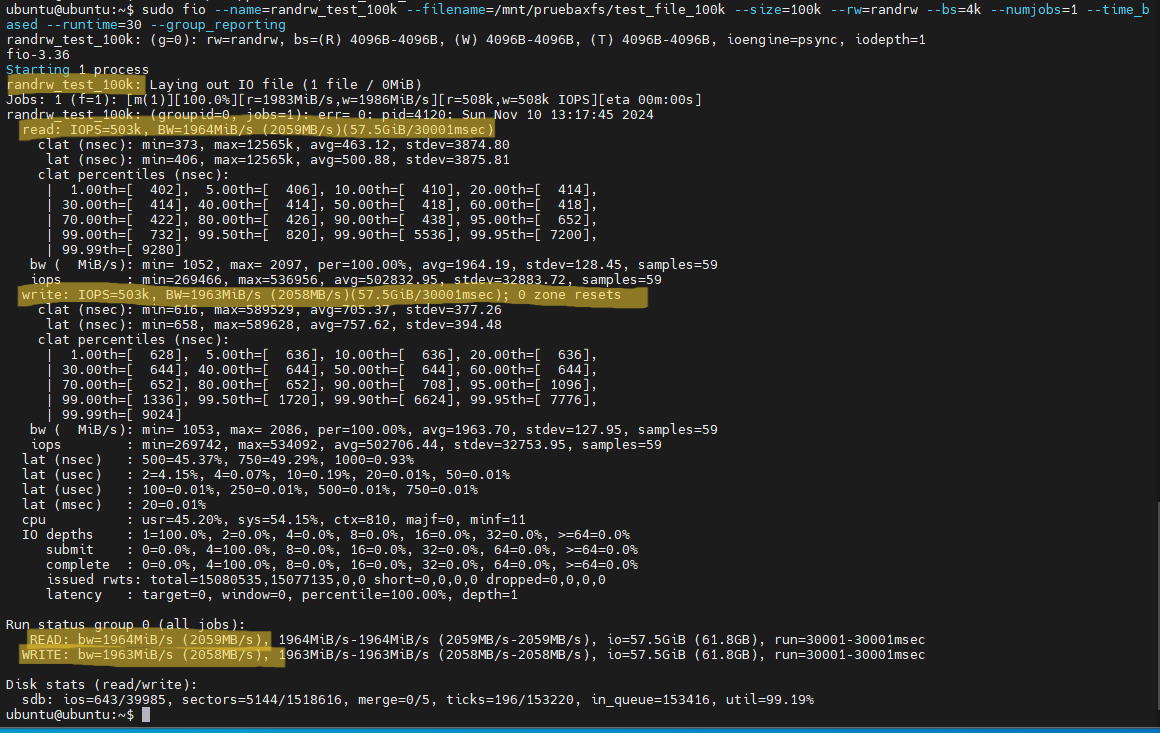 ubuntu@ubuntu:~$ sudo fio --name=randrw_test_100k --filename=/mnt/pruebaxfs/test_file_100k --size=100k --rw=randrw --bs=4k --numjobs=1 --time_b
ased --runtime=30 --group_reporting
randrw_test_100k: (g=0): rw=randrw, bs=(R) 4096B-4096B, (W) 4096B-4096B, (T) 4096B-4096B, ioengine=psync, iodepth=1
fio-3.36
Starting 1 process
randrw_test_100k: Laying out IO file (1 file / 0MiB)
Jobs: 1 (f=1): [m(1)][100.0%][r=1983MiB/s,w=1986MiB/s][r=508k,w=508k IOPS][eta 00m:00s]
randrw_test_100k: (groupid=0, jobs=1): err= 0: pid=4120: Sun Nov 10 13:17:45 2024
  read: IOPS=503k, BW=1964MiB/s (2059MB/s)(57.5GiB/30001msec)
    clat (nsec): min=373, max=12565k, avg=463.12, stdev=3874.80
     lat (nsec): min=406, max=12565k, avg=500.88, stdev=3875.81
    clat percentiles (nsec):
     |  1.00th=[  402],  5.00th=[  406], 10.00th=[  410], 20.00th=[  414],
     | 30.00th=[  414], 40.00th=[  414], 50.00th=[  418], 60.00th=[  418],
     | 70.00th=[  422], 80.00th=[  426], 90.00th=[  438], 95.00th=[  652],
     | 99.00th=[  732], 99.50th=[  820], 99.90th=[ 5536], 99.95th=[ 7200],
     | 99.99th=[ 9280]
   bw (  MiB/s): min= 1052, max= 2097, per=100.00%, avg=1964.19, stdev=128.45, samples=59
   iops        : min=269466, max=536956, avg=502832.95, stdev=32883.72, samples=59
  write: IOPS=503k, BW=1963MiB/s (2058MB/s)(57.5GiB/30001msec); 0 zone resets
    clat (nsec): min=616, max=589529, avg=705.37, stdev=377.26
     lat (nsec): min=658, max=589628, avg=757.62, stdev=394.48
    clat percentiles (nsec):
     |  1.00th=[  628],  5.00th=[  636], 10.00th=[  636], 20.00th=[  636],
     | 30.00th=[  644], 40.00th=[  644], 50.00th=[  644], 60.00th=[  644],
     | 70.00th=[  652], 80.00th=[  652], 90.00th=[  708], 95.00th=[ 1096],
     | 99.00th=[ 1336], 99.50th=[ 1720], 99.90th=[ 6624], 99.95th=[ 7776],
     | 99.99th=[ 9024]
   bw (  MiB/s): min= 1053, max= 2086, per=100.00%, avg=1963.70, stdev=127.95, samples=59
   iops        : min=269742, max=534092, avg=502706.44, stdev=32753.95, samples=59
  lat (nsec)   : 500=45.37%, 750=49.29%, 1000=0.93%
  lat (usec)   : 2=4.15%, 4=0.07%, 10=0.19%, 20=0.01%, 50=0.01%
  lat (usec)   : 100=0.01%, 250=0.01%, 500=0.01%, 750=0.01%
  lat (msec)   : 20=0.01%
  cpu          : usr=45.20%, sys=54.15%, ctx=810, majf=0, minf=11
  IO depths    : 1=100.0%, 2=0.0%, 4=0.0%, 8=0.0%, 16=0.0%, 32=0.0%, >=64=0.0%
     submit    : 0=0.0%, 4=100.0%, 8=0.0%, 16=0.0%, 32=0.0%, 64=0.0%, >=64=0.0%
     complete  : 0=0.0%, 4=100.0%, 8=0.0%, 16=0.0%, 32=0.0%, 64=0.0%, >=64=0.0%
     issued rwts: total=15080535,15077135,0,0 short=0,0,0,0 dropped=0,0,0,0
     latency   : target=0, window=0, percentile=100.00%, depth=1
Run status group 0 (all jobs):
   READ: bw=1964MiB/s (2059MB/s), 1964MiB/s-1964MiB/s (2059MB/s-2059MB/s), io=57.5GiB (61.8GB), run=30001-30001msec
  WRITE: bw=1963MiB/s (2058MB/s), 1963MiB/s-1963MiB/s (2058MB/s-2058MB/s), io=57.5GiB (61.8GB), run=30001-30001msec
Disk stats (read/write):
  sdb: ios=643/39985, sectors=5144/1518616, merge=0/5, ticks=196/153220, in_queue=153416, util=99.19%
ubuntu@ubuntu:~$